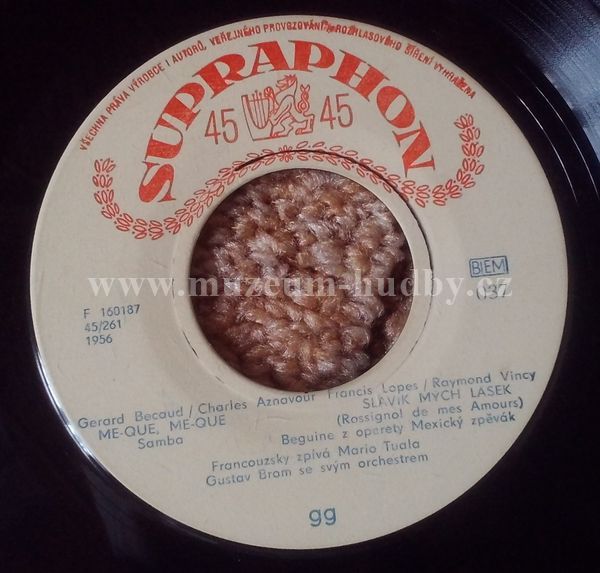 VŠECHNA PRÁVA VÝROBCE I AUTORŮ, VEŘEJNÉHO PROVOZOVÁNÍ A ROZHLASOVÉHO ŠÍŘENÍ VYHRAŽENA
SUPRAPHON
45 45
www.muzeum-hudby.cz
BIEM
037
F 160187
45/261
1956
Gerard Becaud / Charles Aznavour Francis Lopes / Raymond Vincy
ME-QUE, ME-QUE SLAVÍK MÝCH LÁSEK
Samba (Rossignol de mes Amours)
Beguine z operety Mexický zpěvák
Francouzsky zpívá Mario Tuala
Gustav Brom se svým orchestrem
gg